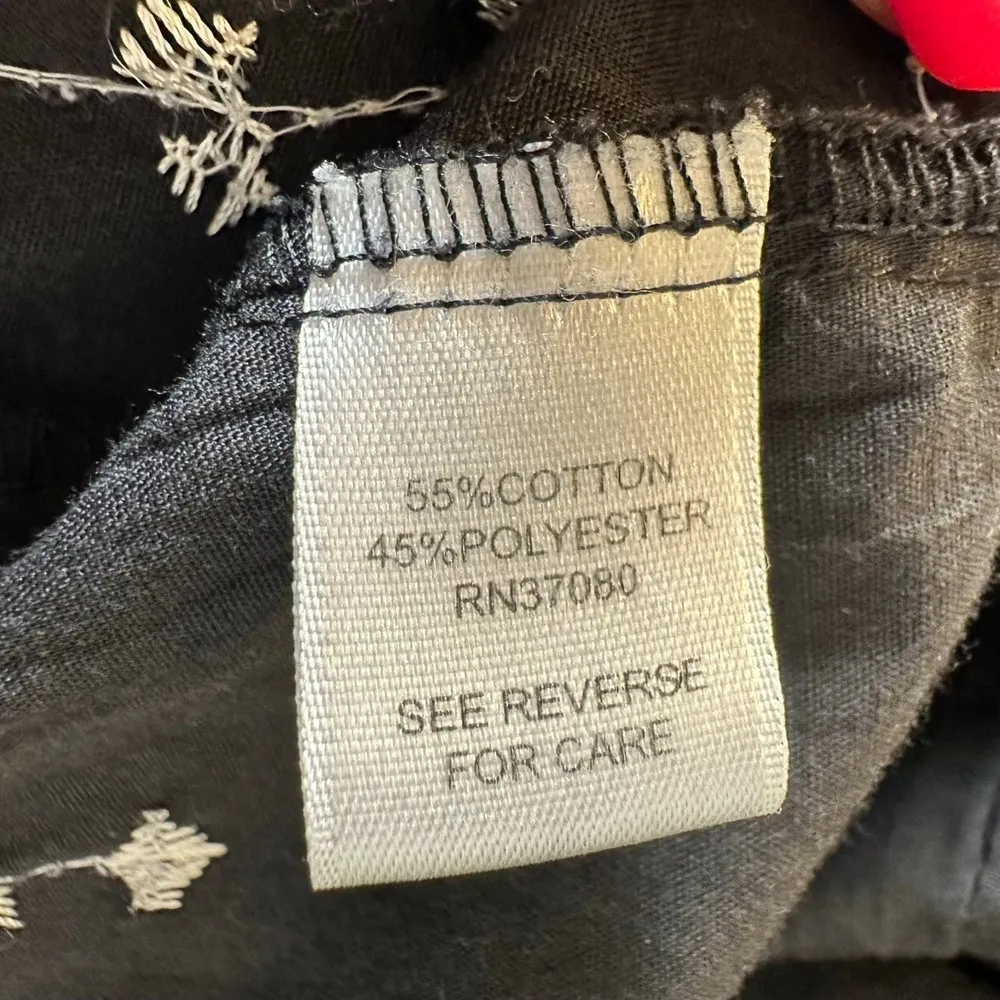 55%COTTON
45%POLYESTER
RN37080
SEE REVERSE
FOR CARE